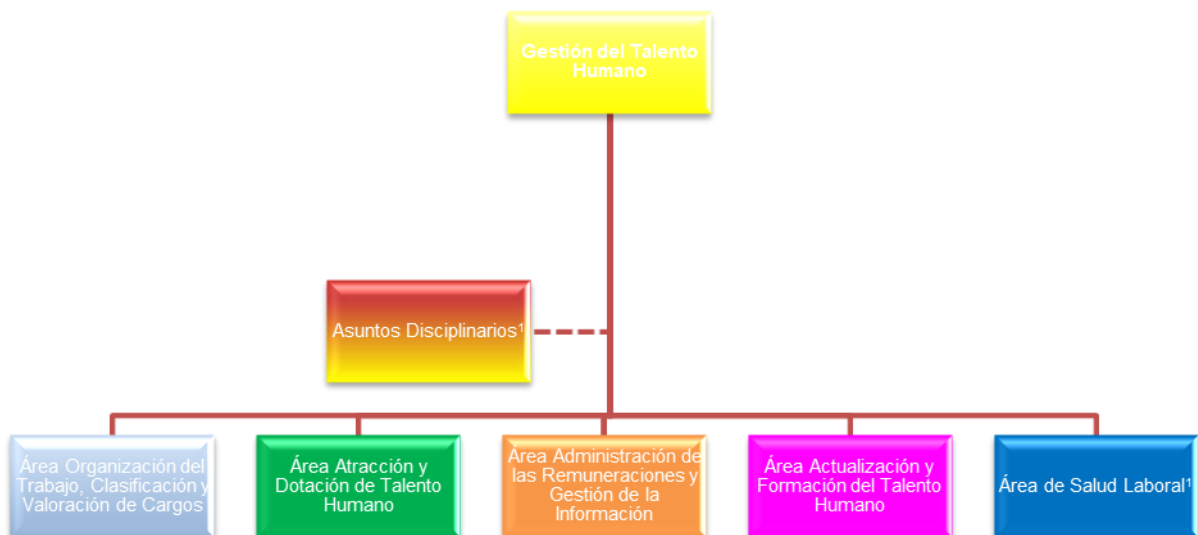 Gestión del Talento
Humano
Asuntos Disciplinarios¹
Área Organización del
Trabajo, Clasificación y
Valoración de Cargos
Área Atracción y
Dotación de Talento
Humano
Área Administración de
las Remuneraciones y
Gestión de la
Información
Área Actualización y
Formación del Talento
Humano
Área de Salud Laboral¹